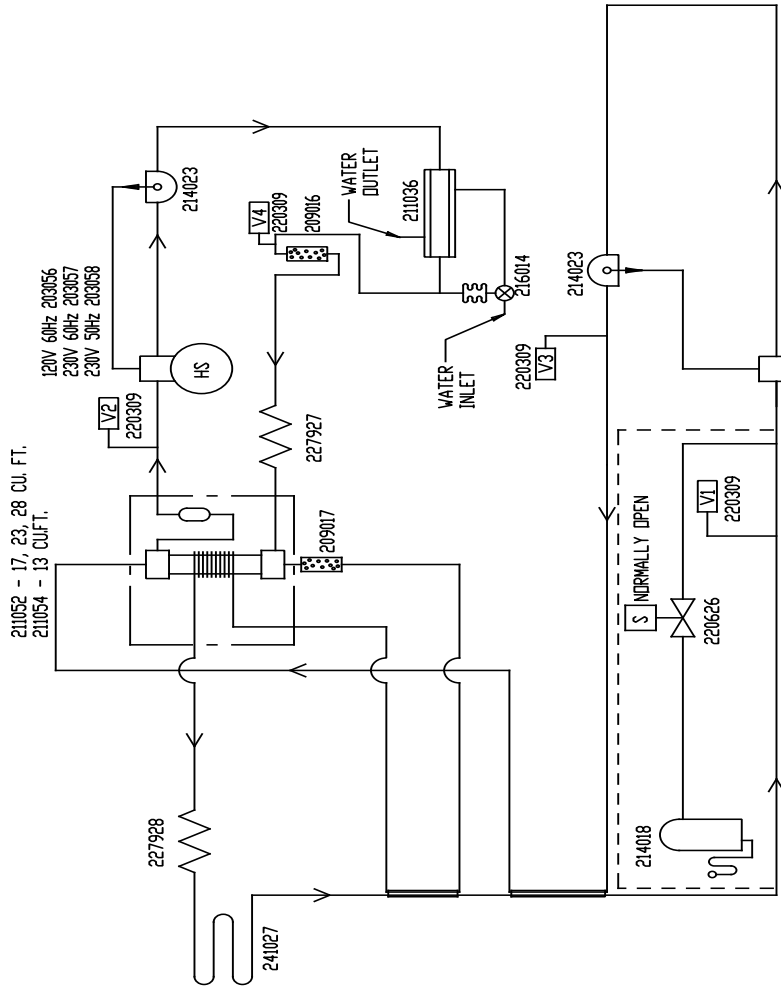 211052 - 17, 23, 28 CU. FT.
211054 - 13 CU.FT.
120V 60Hz 203056
230V 60Hz 203057
230V 50Hz 203058
V2
220309
HS
214023
227928
241027
209017
227927
V4
220309
209016
WATER
OUTLET
211036
WATER
INLET
216014
V3
220309
214023
S
NORMALLY OPEN
220626
V1
220309
214018